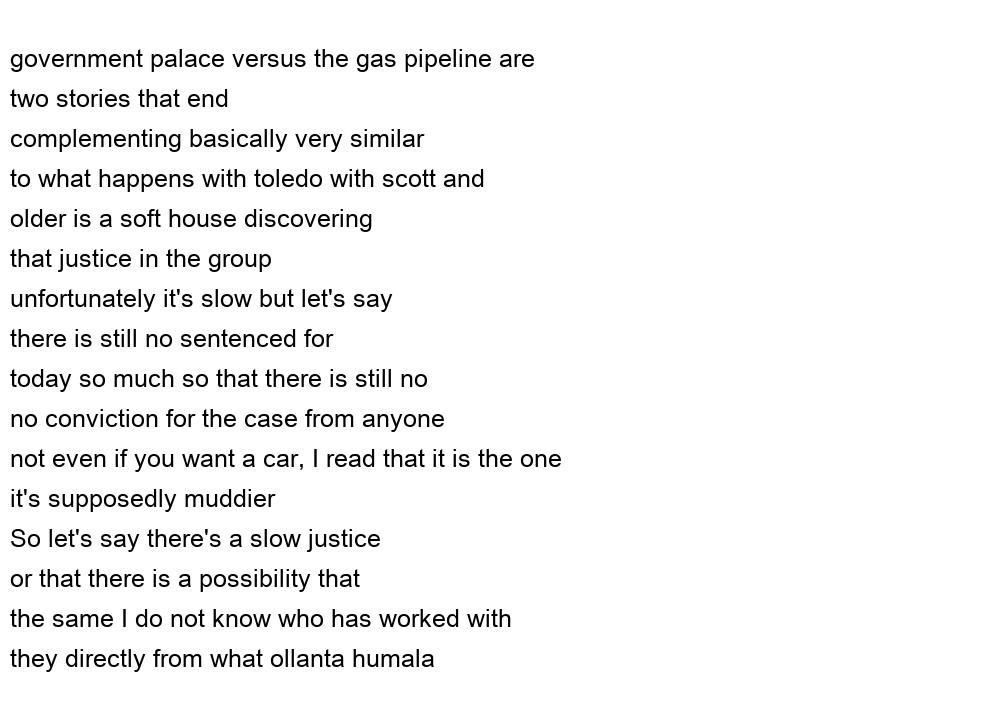 government palace versus the gas pipeline are
two stories that end
complementing basically very similar
to what happens with toledo with scott and
older is a soft house discovering
that justice in the group
unfortunately it's slow but let's say
there is still no sentenced for
today so much so that there is still no
no conviction for the case from anyone
not even if you want a car, I read that it is the one
it's supposedly muddier
So let's say there's a slow justice
or that there is a possibility that
the same I do not know who has worked with
they directly from what ollanta humala